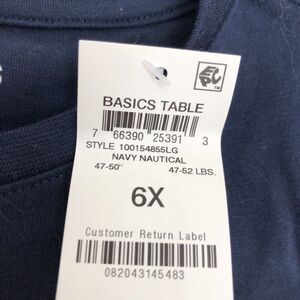 EPC™
BASICS TABLE
7 66390 25391 3
STYLE 100154855LG
NAVY NAUTICAL
47-50" 47-52 LBS.
6X
Customer Return Label
082043145483